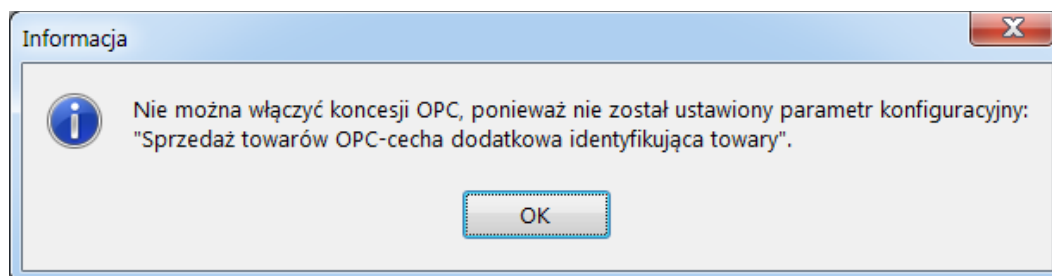 Informacja
Nie można włączyć koncesji OPC, ponieważ nie został ustawiony parametr konfiguracyjny:
"Sprzedaż towarów OPC-cecha dodatkowa identyfikująca towary".
OK